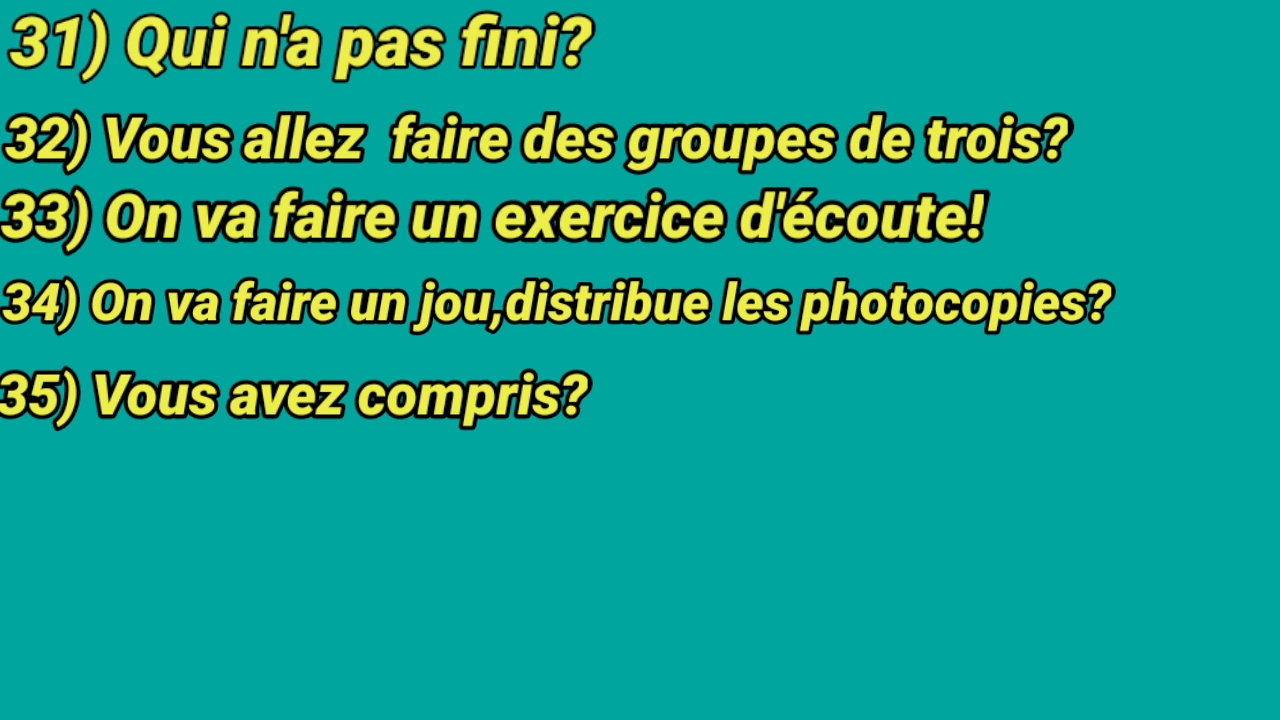 31) Qui n'a pas fini?
32) Vous allez faire des groupes de trois?
33) On va faire un exercice d'écoute!
34) On va faire un jou,distribue les photocopies?
35) Vous avez compris?